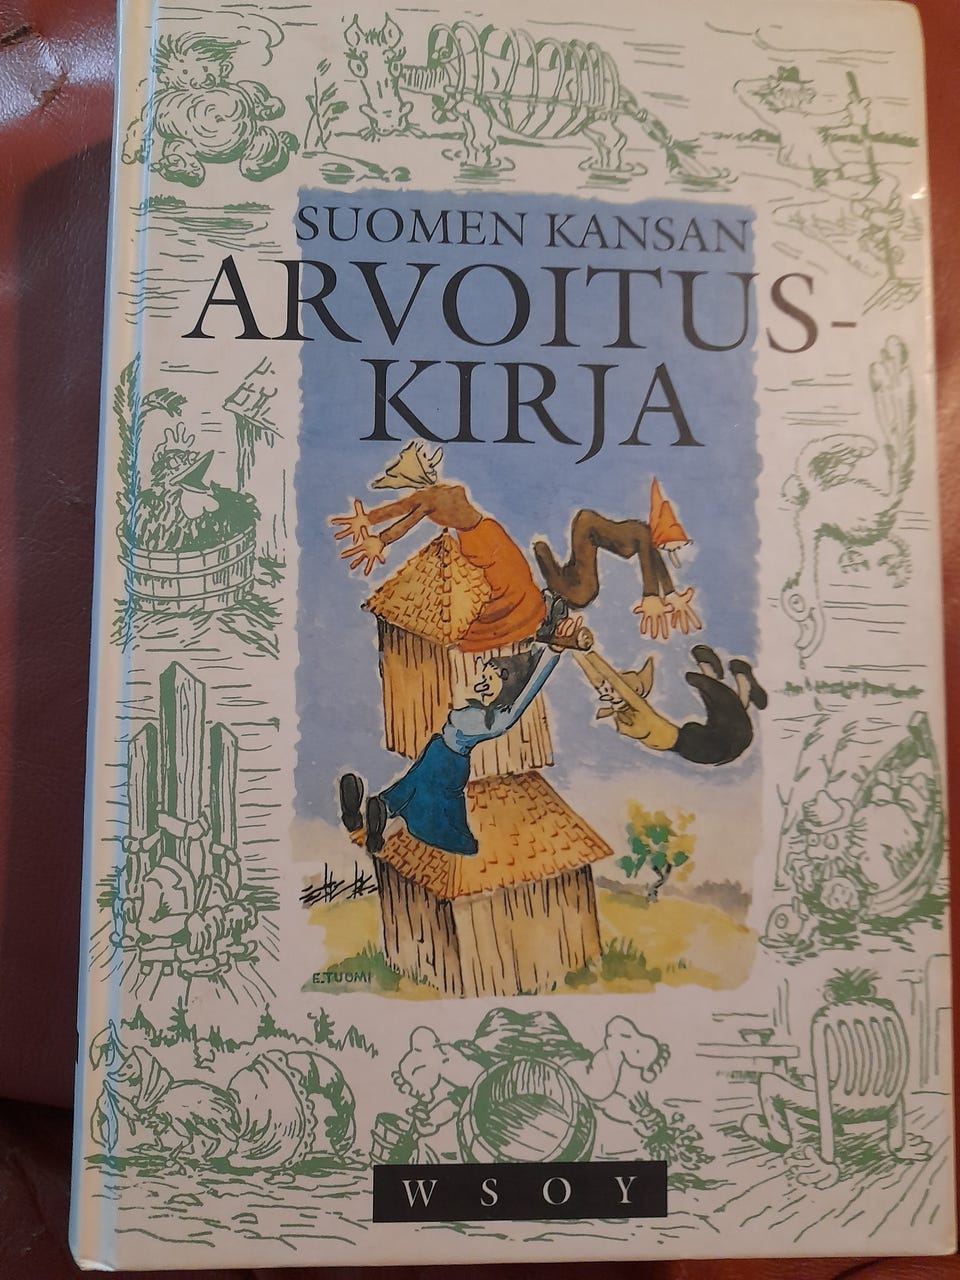 SUOMEN KANSAN
ARVOITUS-
KIRJA
E.TUOMI
WSOY